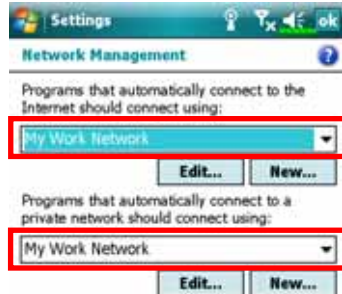 Settings
ok
Network Management
Programs that automatically connect to the
Internet should connect using:
My Work Network
Edit... New...
Programs that automatically connect to a
private network should connect using:
My Work Network
Edit... New...